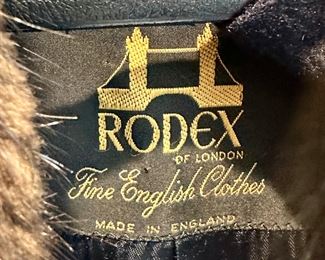 RODEX
OF LONDON
Fine English Clothes
MADE IN ENGLAND